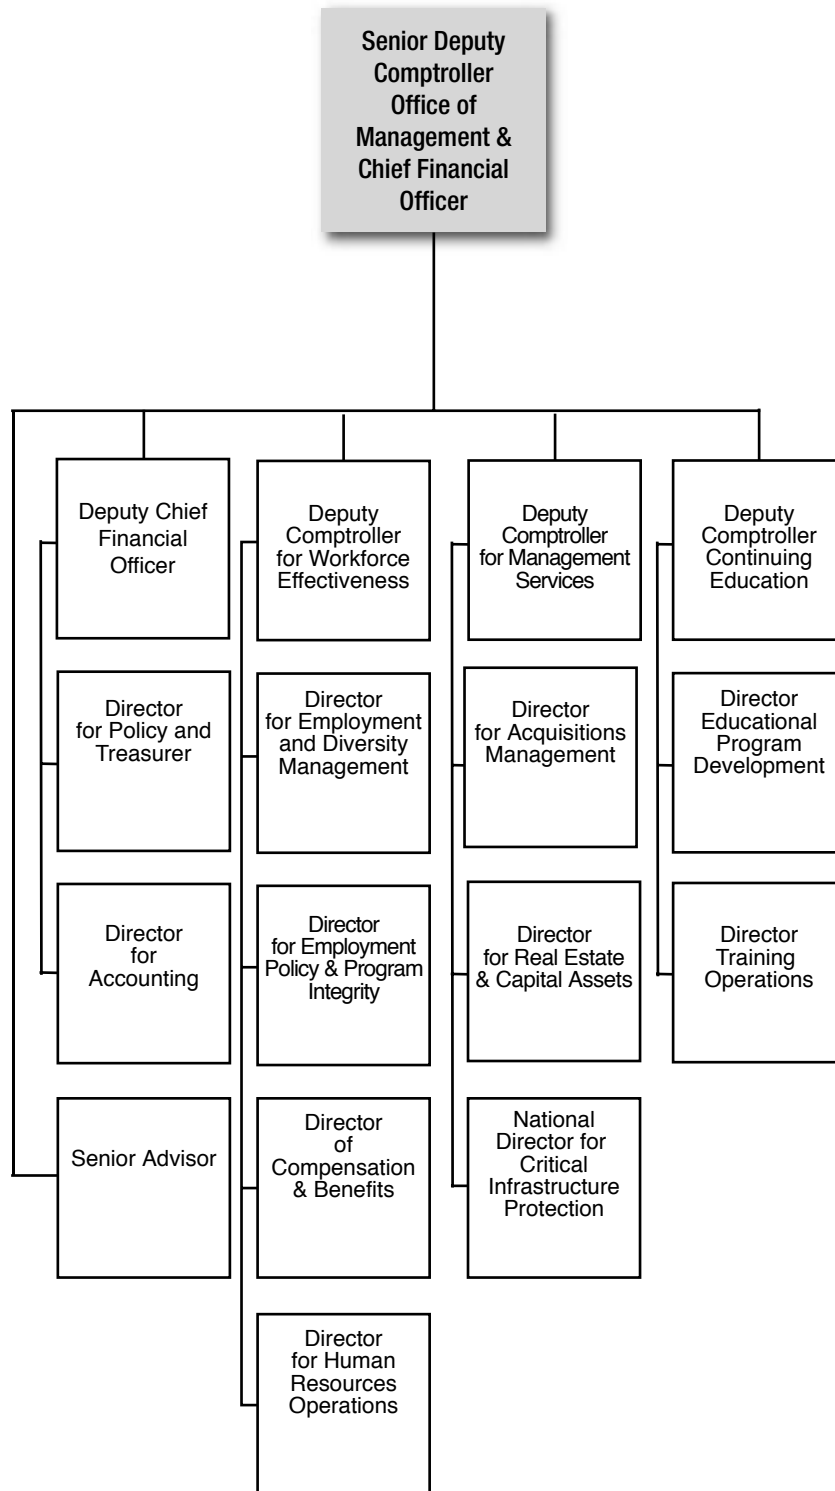 Senior Deputy
Comptroller
Office of
Management &
Chief Financial
Officer
Deputy Chief
Financial
Officer
Deputy
Comptroller
for Workforce
Effectiveness
Deputy
Comptroller
for Management
Services
Deputy
Comptroller
Continuing
Education
Director
for Policy and
Treasurer
Director
for Employment
and Diversity
Management
Director
for Acquisitions
Management
Director
Educational
Program
Development
Director
for
Accounting
Director
for Employment
Policy & Program
Integrity
Director
for Real Estate
& Capital Assets
Director
Training
Operations
Senior Advisor
Director
of
Compensation
& Benefits
National
Director for
Critical
Infrastructure
Protection
Director
for Human
Resources
Operations